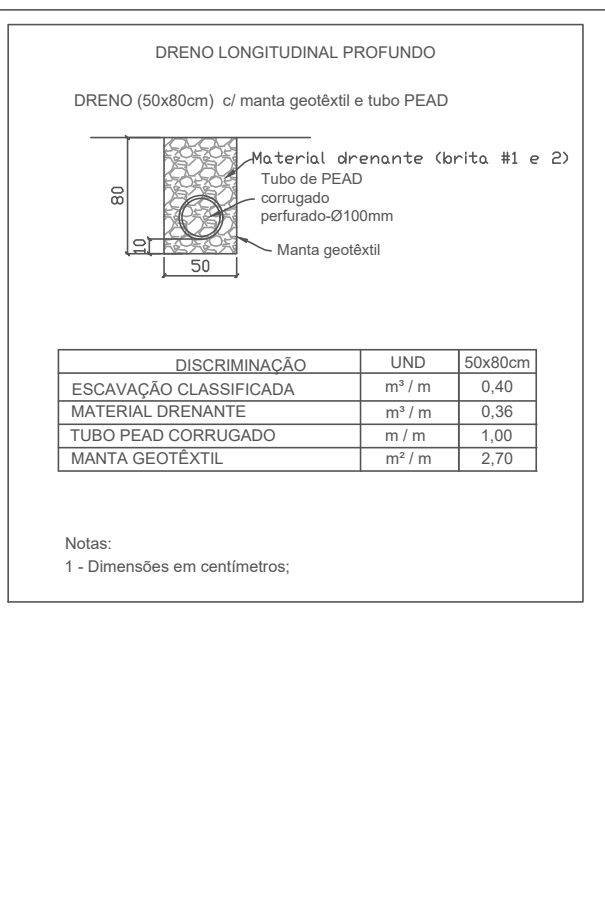 DRENO LONGITUDINAL PROFUNDO
DRENO (50x80cm) c/ manta geotêxtil e tubo PEAD
Material drenante (brita #1 e 2)
Tubo de PEAD
corrugado
perfurado-Ø100mm
Manta geotêxtil
80
10
50
DISCRIMINAÇÃO UND 50x80cm
ESCAVAÇÃO CLASSIFICADA m³ / m 0,40
MATERIAL DRENANTE m³ / m 0,36
TUBO PEAD CORRUGADO m / m 1,00
MANTA GEOTÊXTIL m² / m 2,70
Notas:
1 - Dimensões em centímetros;